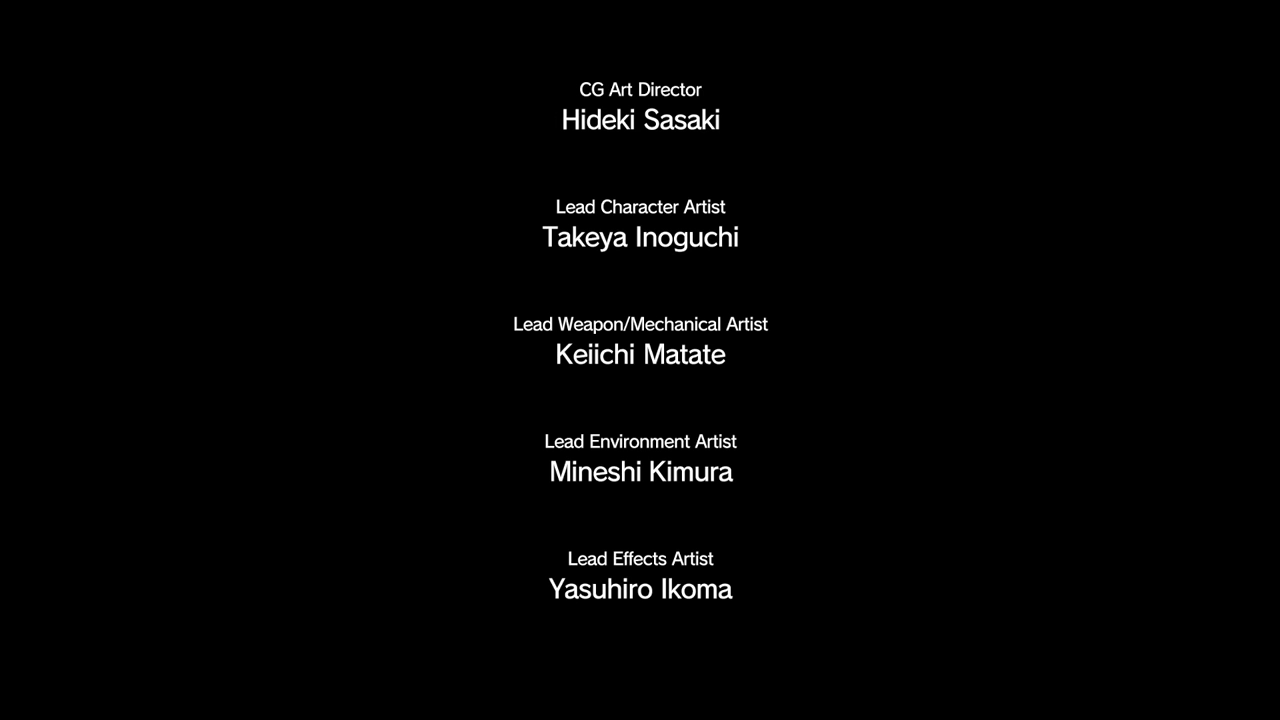 CG Art Director
Hideki Sasaki
Lead Character Artist
Takeya Inoguchi
Lead Weapon/Mechanical Artist
Keiichi Matate
Lead Environment Artist
Mineshi Kimura
Lead Effects Artist
Yasuhiro Ikoma